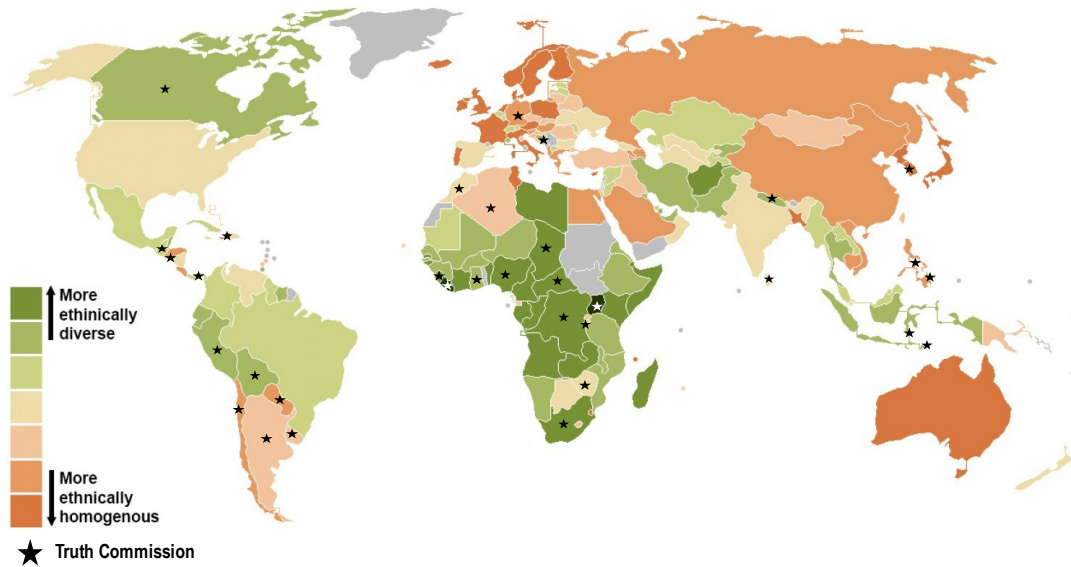 More
ethinically
diverse
More
ethnically
homogenous
Truth Commission